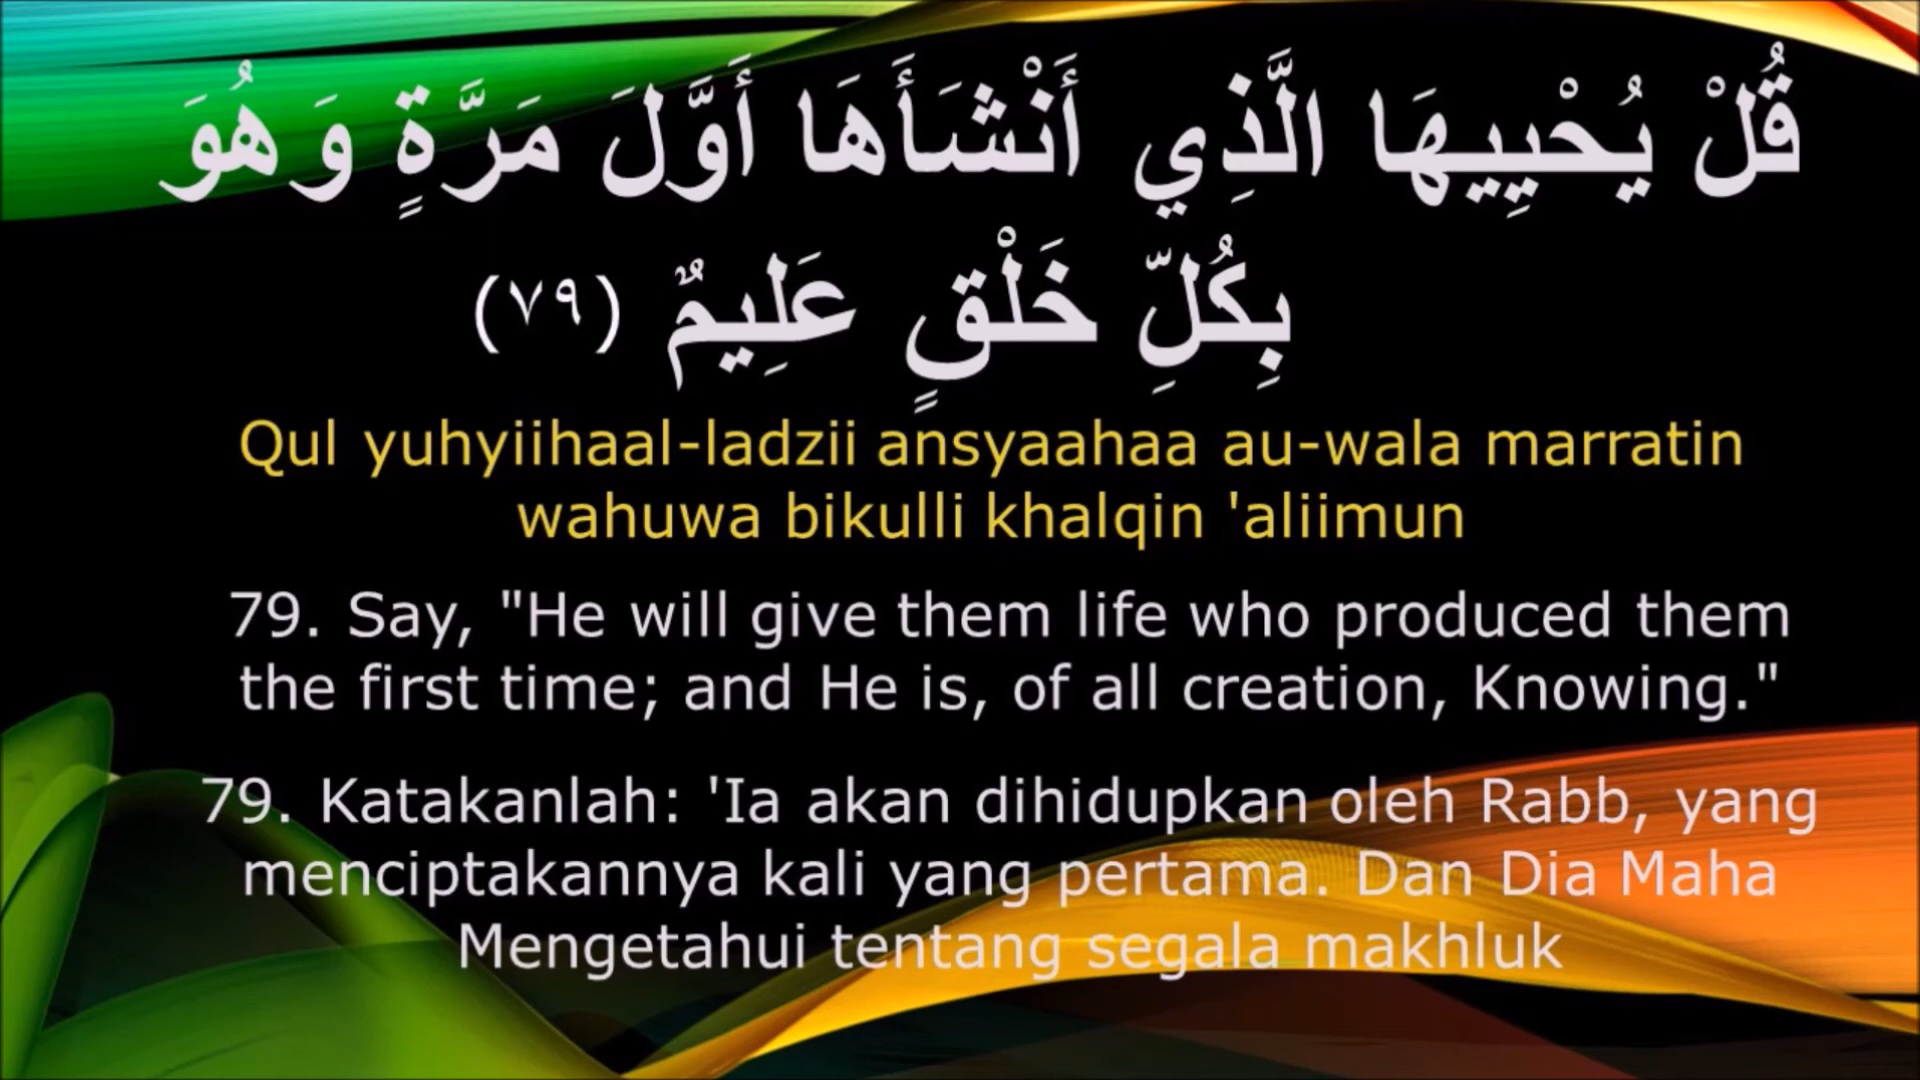 قُلْ يُحْيِيهَا الَّذِي أَنْشَأَهَا أَوَّلَ مَرَّةٍ وَهُوَ
بِكُلِّ خَلْقٍ عَلِيمٌ (٧٩)
Qul yuhyiihaal-ladzii ansyaahaa au-wala marratin
wahuwa bikulli khalqin 'aliimun
79. Say, "He will give them life who produced them
the first time; and He is, of all creation, Knowing."
79. Katakanlah: 'Ia akan dihidupkan oleh Rabb, yang
menciptakannya kali yang pertama. Dan Dia Maha
Mengetahui tentang segala makhluk